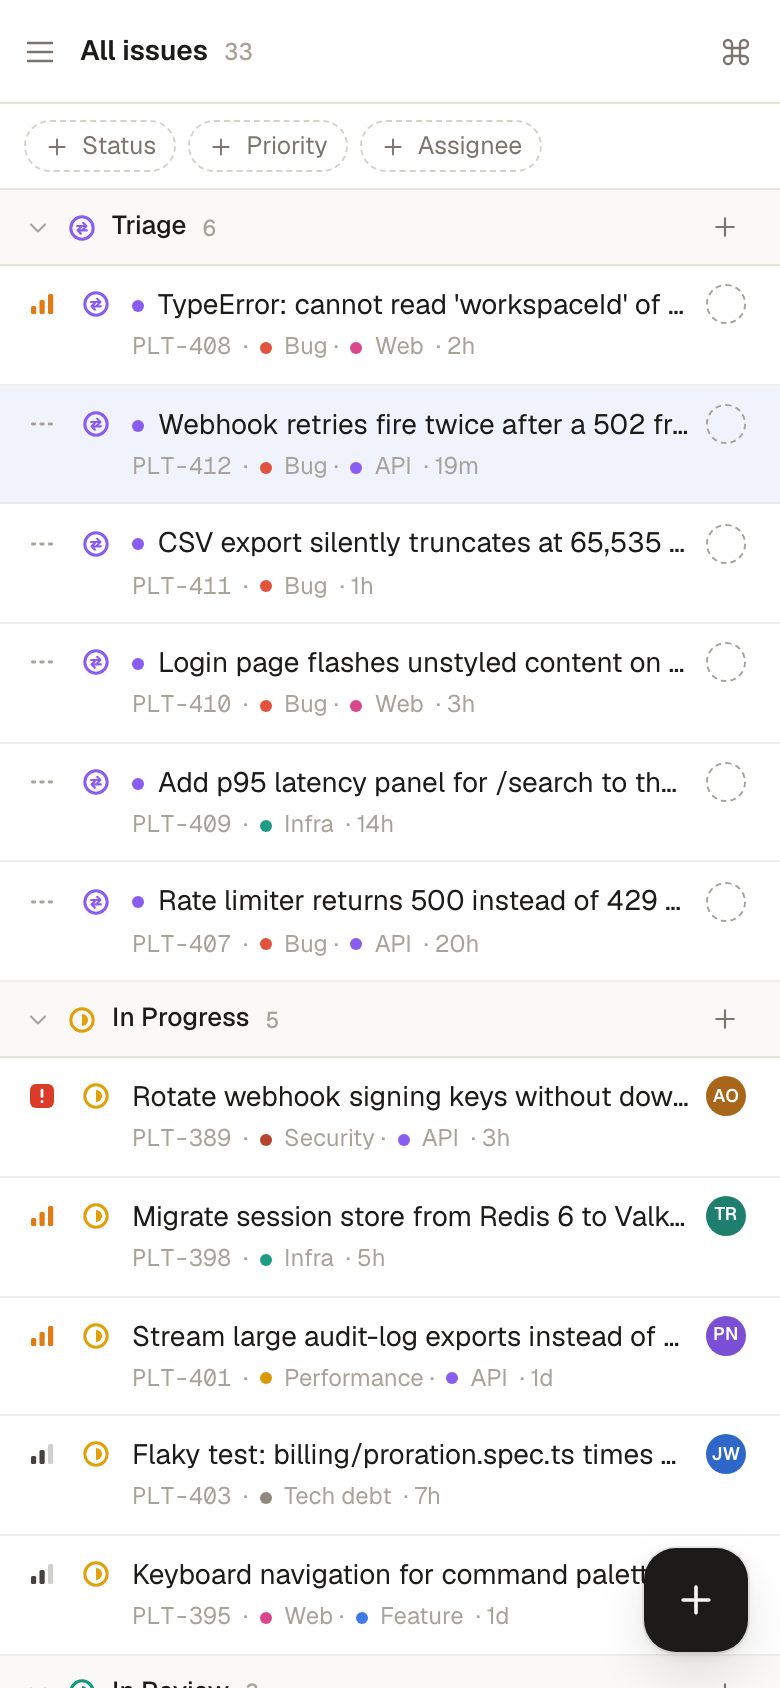 All issues 33
Status Priority Assignee
Triage 6
TypeError: cannot read 'workspaceId' of …
PLT-408 · Bug · Web · 2h
Webhook retries fire twice after a 502 fr…
PLT-412 · Bug · API · 19m
CSV export silently truncates at 65,535 …
PLT-411 · Bug · 1h
Login page flashes unstyled content on …
PLT-410 · Bug · Web · 3h
Add p95 latency panel for /search to th…
PLT-409 · Infra · 14h
Rate limiter returns 500 instead of 429 …
PLT-407 · Bug · API · 20h
In Progress 5
Rotate webhook signing keys without dow… AO
PLT-389 · Security · API · 3h
Migrate session store from Redis 6 to Valk… TR
PLT-398 · Infra · 5h
Stream large audit-log exports instead of … PN
PLT-401 · Performance · API · 1d
Flaky test: billing/proration.spec.ts times … JW
PLT-403 · Tech debt · 7h
Keyboard navigation for command palett
PLT-395 · Web · Feature · 1d
In Review